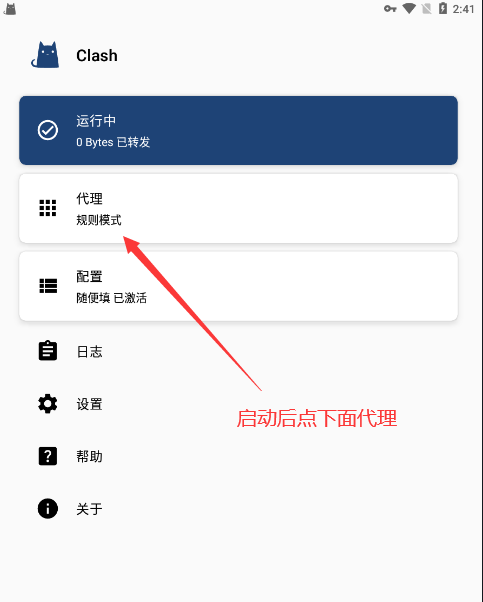 2:41
Clash
运行中
0 Bytes 已转发
代理
规则模式
配置
随便填 已激活
日志
启动后点下面代理
设置
帮助
关于